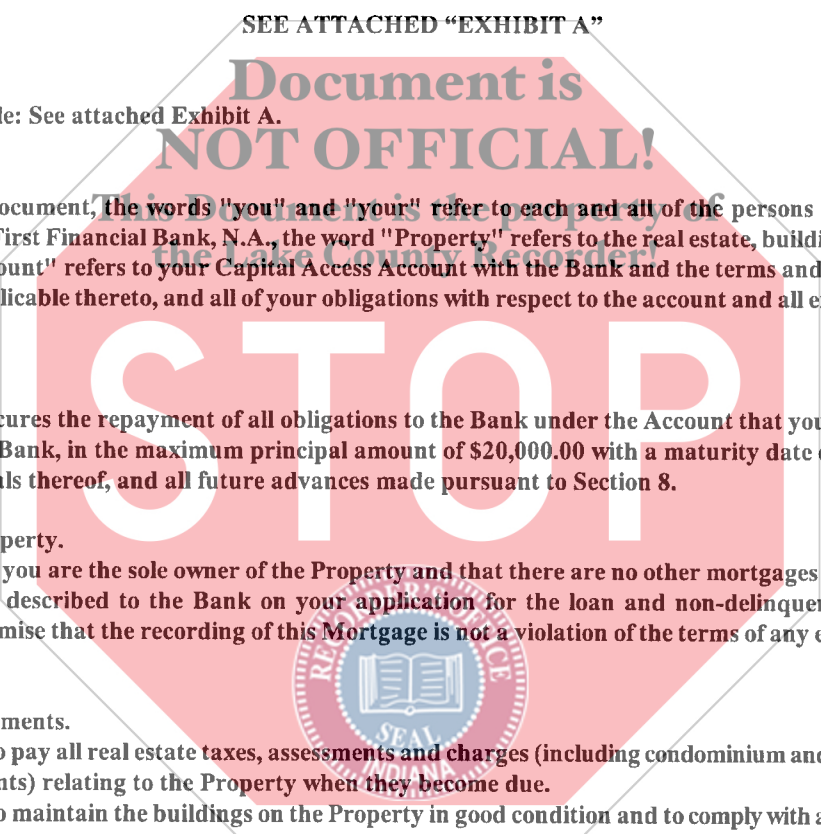 SEE ATTACHED “EXHIBIT A”
Document is
le: See attached Exhibit A.
NOT OFFICIAL!
ocument, the words "you" and "your" refer to each and all of the persons
This Document is the property of
First Financial Bank, N.A., the word "Property" refers to the real estate, buildi
the Lake County Recorder!
ount" refers to your Capital Access Account with the Bank and the terms and
licable thereto, and all of your obligations with respect to the account and all e
STOP
cures the repayment of all obligations to the Bank under the Account that you
Bank, in the maximum principal amount of $20,000.00 with a maturity date
ls thereof, and all future advances made pursuant to Section 8.
perty.
you are the sole owner of the Property and that there are no other mortgages
described to the Bank on your application for the loan and non-delinquen
mise that the recording of this Mortgage is not a violation of the terms of any e
RECORDER OFFICE
SEAL
INDIANA
ments.
o pay all real estate taxes, assessments and charges (including condominium and
nts) relating to the Property when they become due.
o maintain the buildings on the Property in good condition and to comply with a